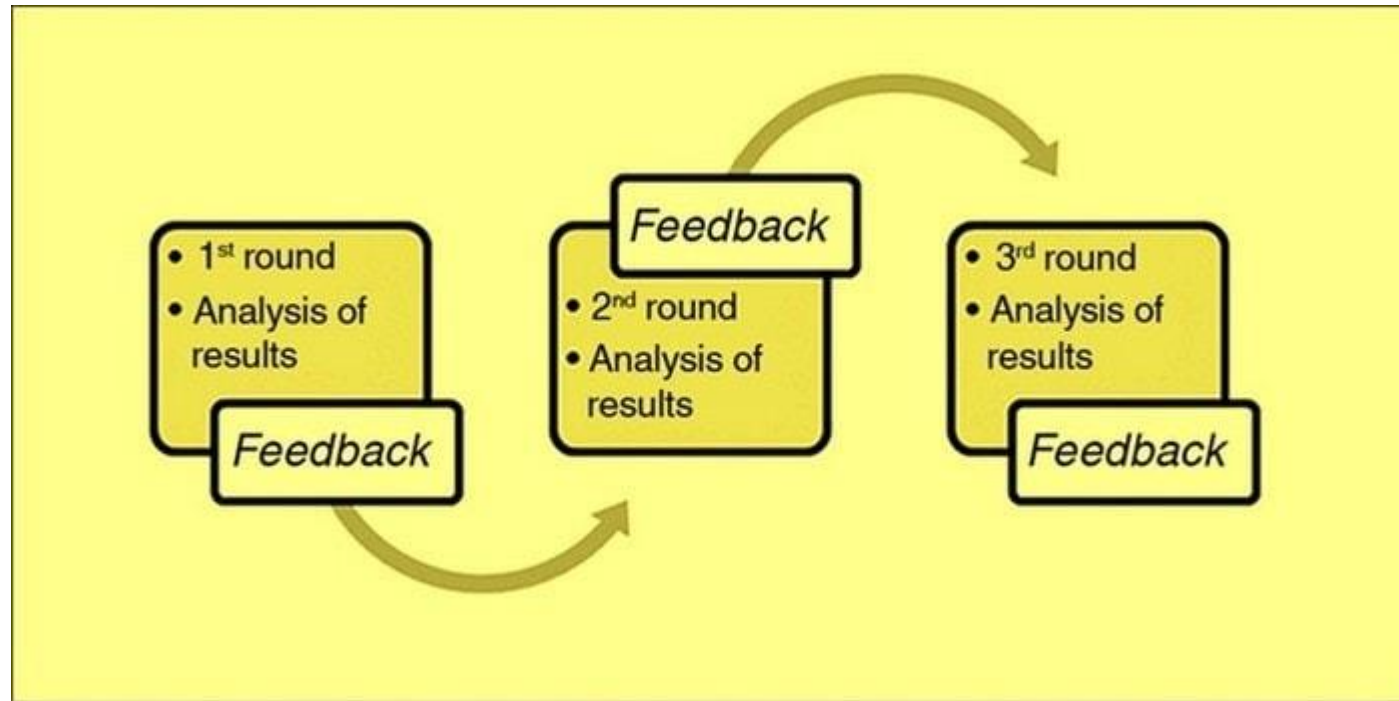 • 1st round
• Analysis of
results
Feedback
Feedback
• 2nd round
• Analysis of
results
• 3rd round
• Analysis of
results
Feedback